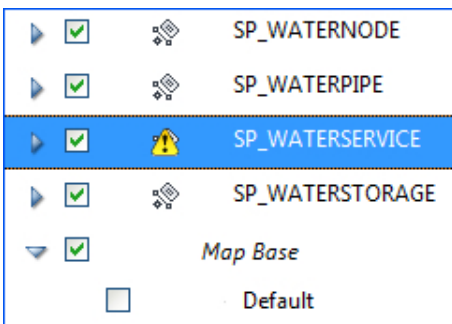 SP_WATERNODE
SP_WATERPIPE
SP_WATERSERVICE
SP_WATERSTORAGE
Map Base
Default